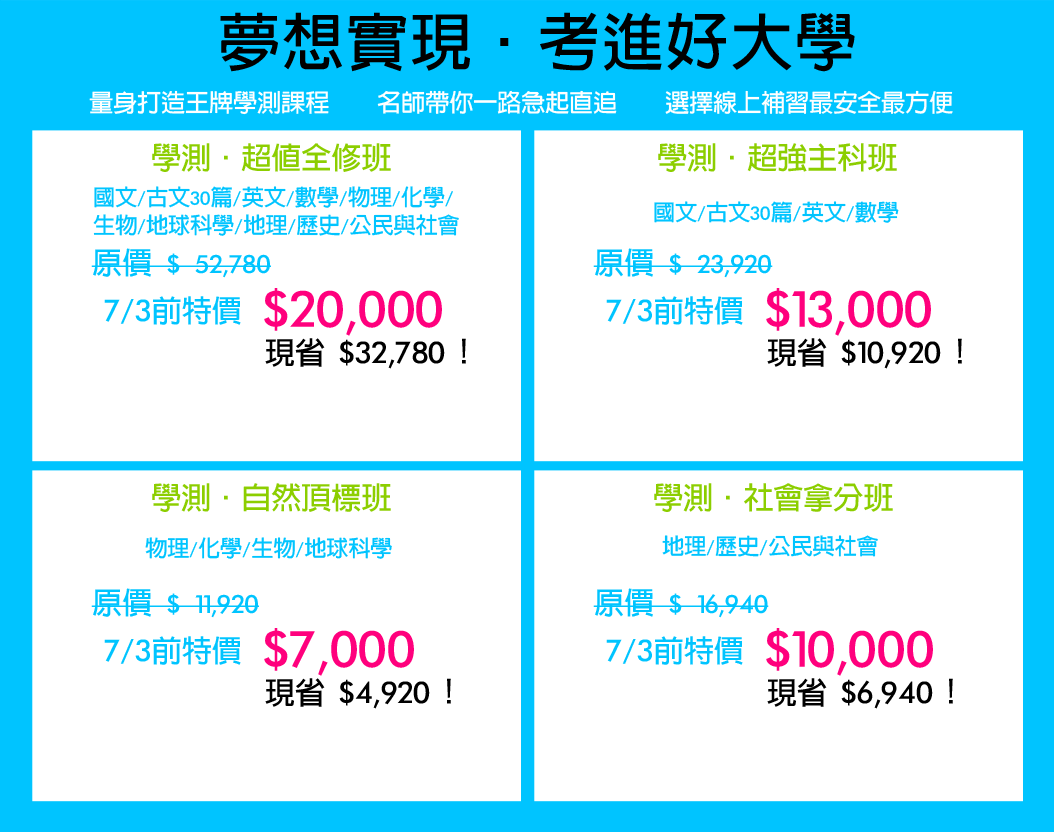 夢想實現‧考進好大學
量身打造王牌學測課程 名師帶你一路急起直追 選擇線上補習最安全最方便
學測‧超值全修班
國文/古文30篇/英文/數學/物理/化學/
生物/地球科學/地理/歷史/公民與社會
原價 $ 52,780
7/3前特價 $20,000
現省 $32,780！
學測‧超強主科班
國文/古文30篇/英文/數學
原價 $ 23,920
7/3前特價 $13,000
現省 $10,920！
學測‧自然頂標班
物理/化學/生物/地球科學
原價 $ 11,920
7/3前特價 $7,000
現省 $4,920！
學測‧社會拿分班
地理/歷史/公民與社會
原價 $ 16,940
7/3前特價 $10,000
現省 $6,940！